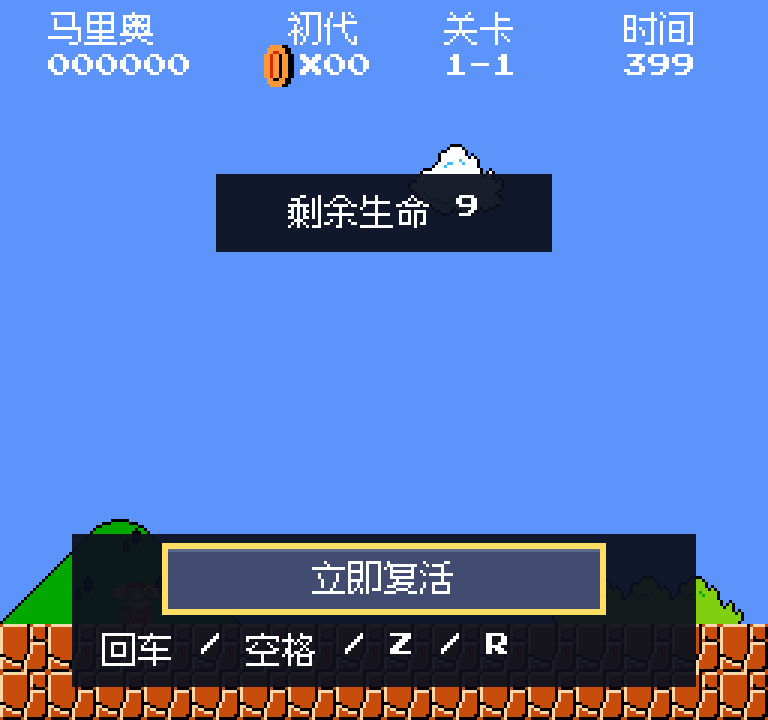 马里奥 初代 关卡 时间
000000 ×00 1-1 399
剩余生命 9
立即复活
回车 / 空格 / Z / R